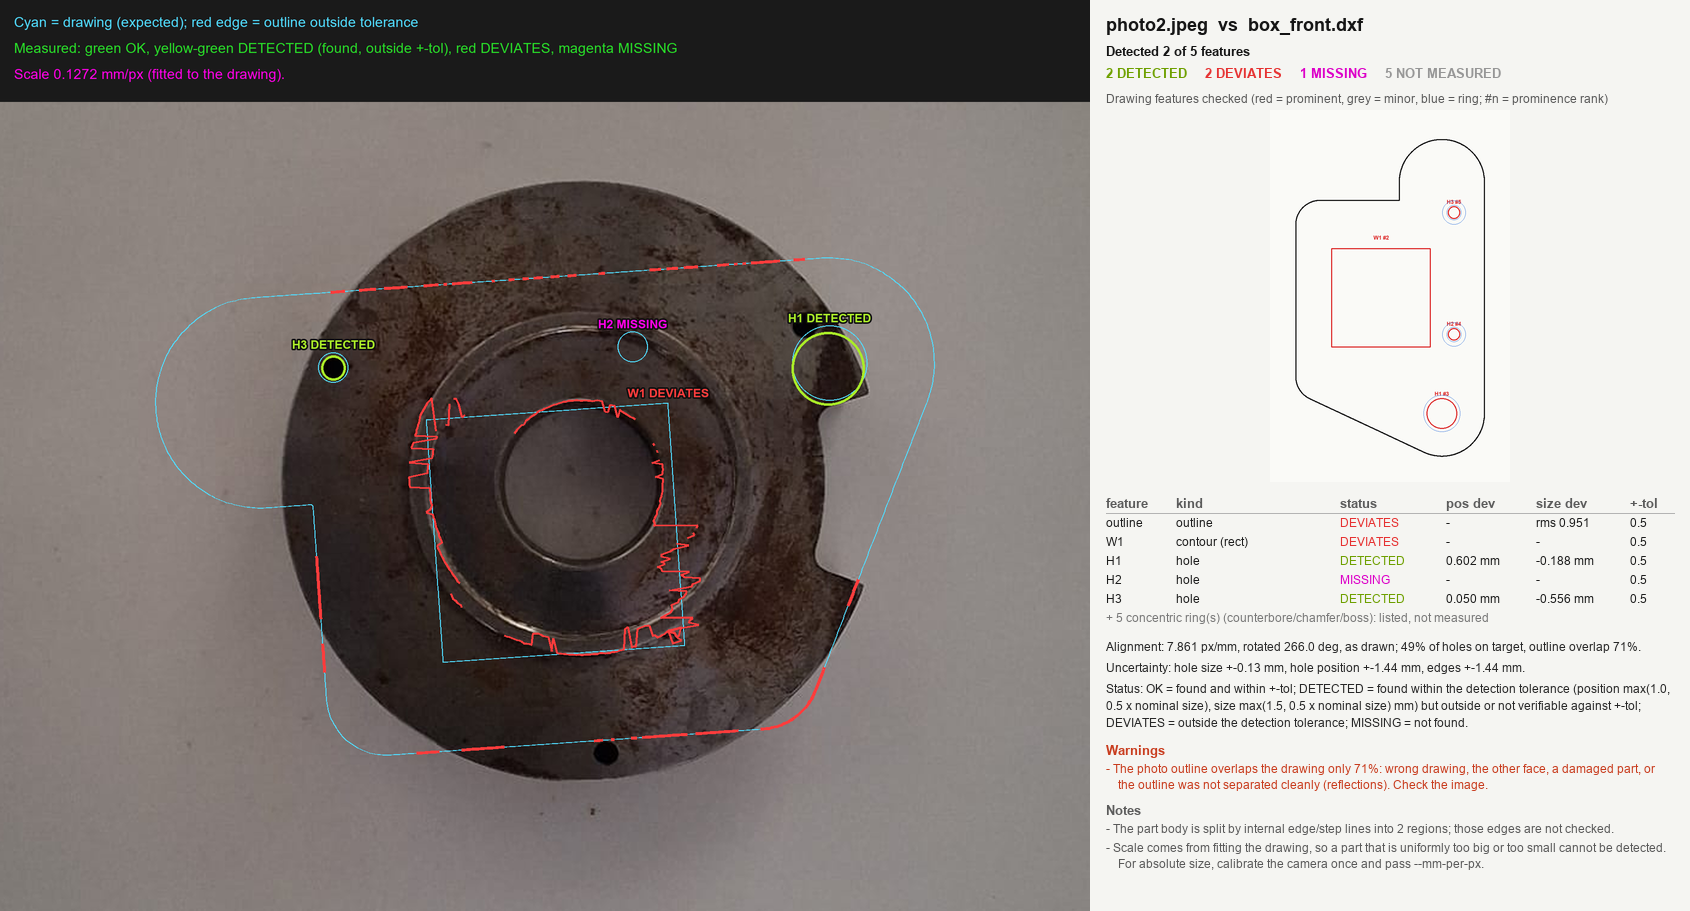 Cyan = drawing (expected); red edge = outline outside tolerance
Measured: green OK, yellow-green DETECTED (found, outside +-tol), red DEVIATES, magenta MISSING
Scale 0.1272 mm/px (fitted to the drawing).
H2 MISSING
H1 DETECTED
H3 DETECTED
W1 DEVIATES
photo2.jpeg vs box_front.dxf
Detected 2 of 5 features
2 DETECTED 2 DEVIATES 1 MISSING 5 NOT MEASURED
Drawing features checked (red = prominent, grey = minor, blue = ring; #n = prominence rank)
H3 #5
W1 #2
H2 #4
H1 #3
feature kind status pos dev size dev +-tol
outline outline DEVIATES - rms 0.951 0.5
W1 contour (rect) DEVIATES - - 0.5
H1 hole DETECTED 0.602 mm -0.188 mm 0.5
H2 hole MISSING - - 0.5
H3 hole DETECTED 0.050 mm -0.556 mm 0.5
+ 5 concentric ring(s) (counterbore/chamfer/boss): listed, not measured
Alignment: 7.861 px/mm, rotated 266.0 deg, as drawn; 49% of holes on target, outline overlap 71%.
Uncertainty: hole size +-0.13 mm, hole position +-1.44 mm, edges +-1.44 mm.
Status: OK = found and within +-tol; DETECTED = found within the detection tolerance (position max(1.0,
0.5 x nominal size), size max(1.5, 0.5 x nominal size) mm) but outside or not verifiable against +-tol;
DEVIATES = outside the detection tolerance; MISSING = not found.
Warnings
- The photo outline overlaps the drawing only 71%: wrong drawing, the other face, a damaged part, or
the outline was not separated cleanly (reflections). Check the image.
Notes
- The part body is split by internal edge/step lines into 2 regions; those edges are not checked.
- Scale comes from fitting the drawing, so a part that is uniformly too big or too small cannot be detected.
For absolute size, calibrate the camera once and pass --mm-per-px.